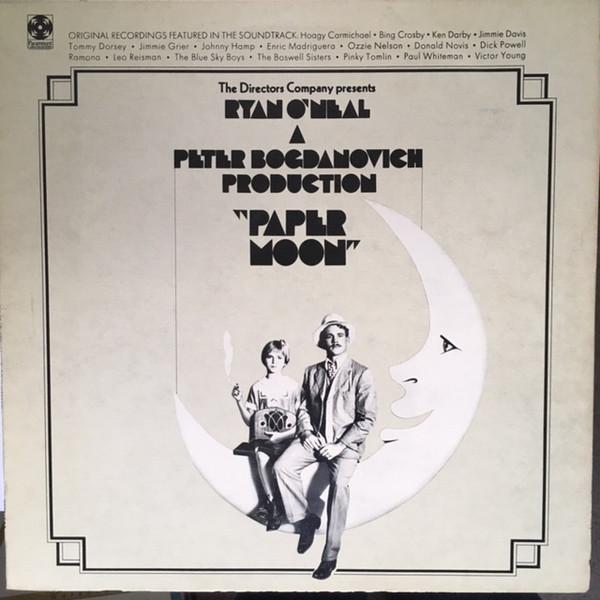 Paramount
ORIGINAL RECORDINGS FEATURED IN THE SOUNDTRACK: Hoagy Carmichael • Bing Crosby • Ken Darby • Jimmie Davis
Tommy Dorsey • Jimmie Grier • Johnny Hamp • Enric Madriguera • Ozzie Nelson • Donald Novis • Dick Powell
Ramona • Leo Reisman • The Blue Sky Boys • The Boswell Sisters • Pinky Tomlin • Paul Whiteman • Victor Young
The Directors Company presents
RYAN O'NEAL
A
PETER BOGDANOVICH
PRODUCTION
"PAPER
MOON"